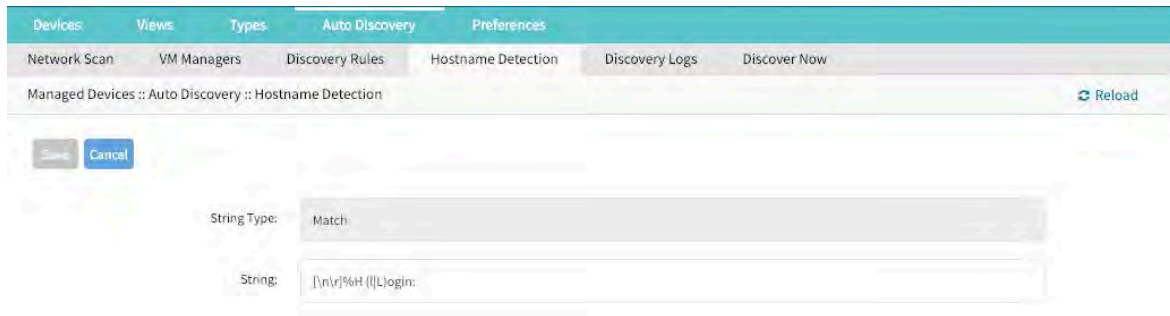 Devices Views Types Auto Discovery Preferences
Network Scan VM Managers Discovery Rules Hostname Detection Discovery Logs Discover Now
Managed Devices :: Auto Discovery :: Hostname Detection Reload
Save Cancel
String Type: Match
String: [\n\r]%H (l|L)ogin: